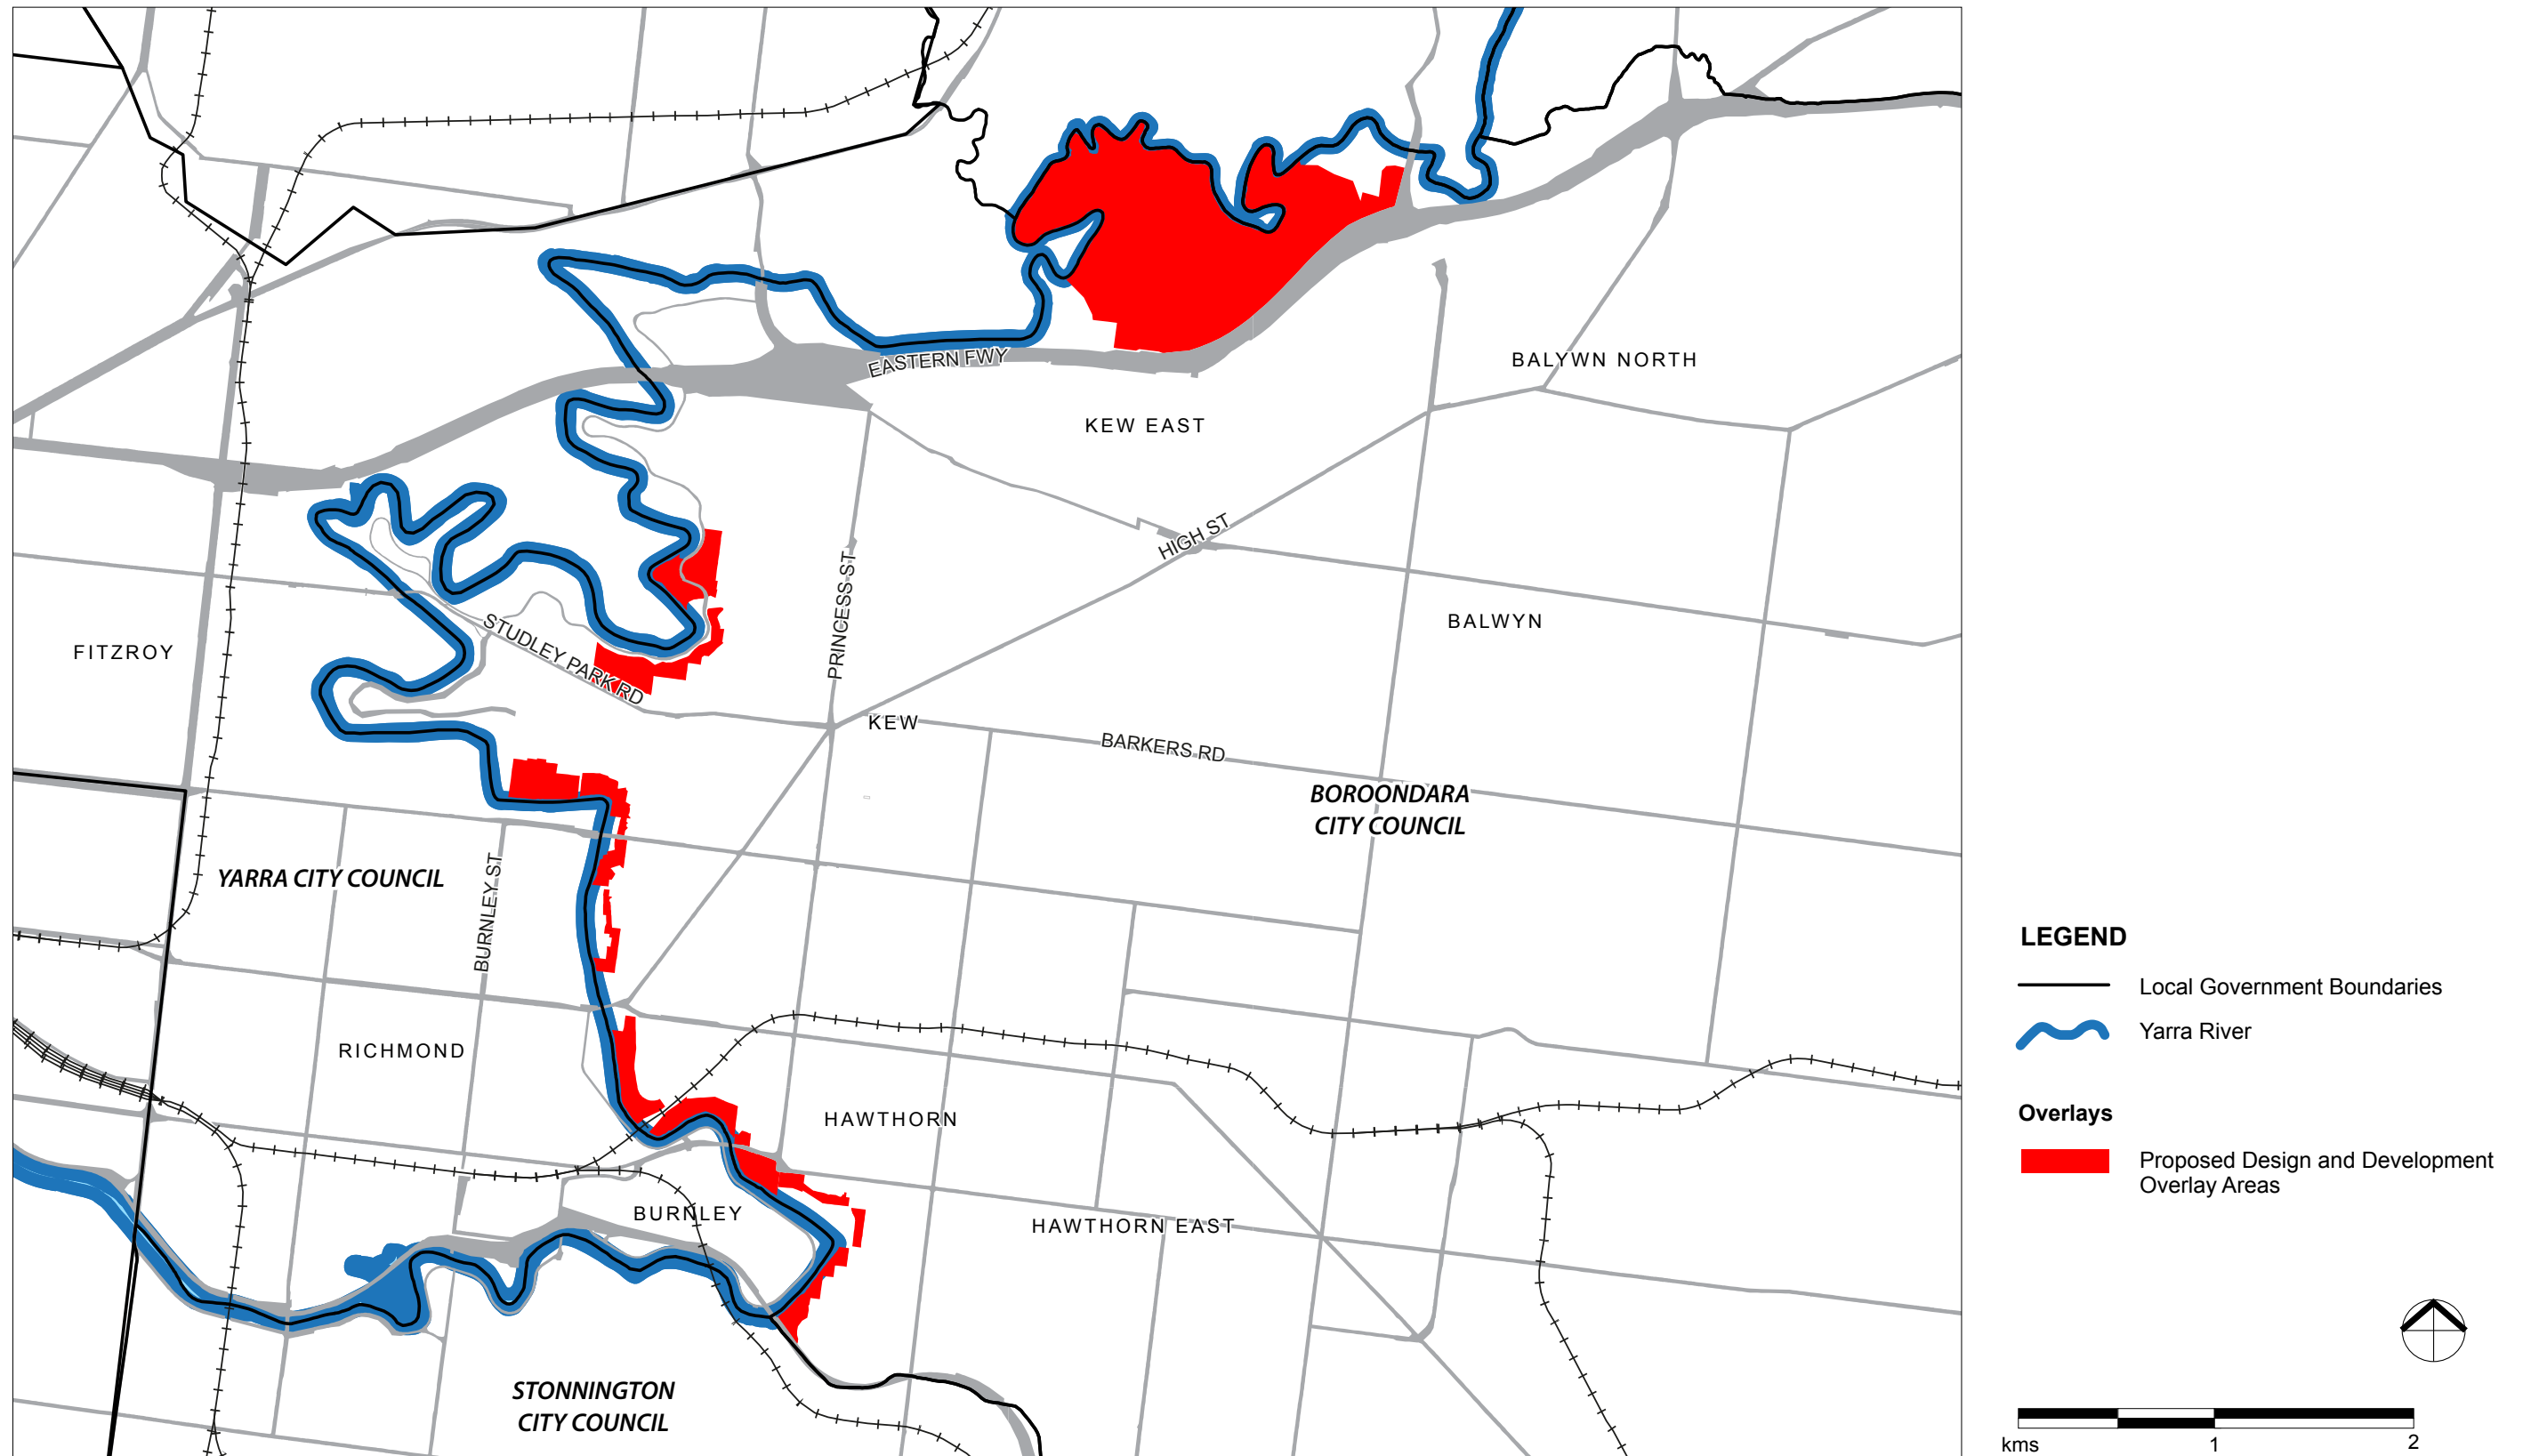 EASTERN FWY
BALYWN NORTH
KEW EAST
HIGH ST
PRINCESS ST
BALWYN
STUDLEY PARK RD
FITZROY
KEW
BARKERS RD
BOROONDARA
CITY COUNCIL
YARRA CITY COUNCIL
BURNLEY ST
RICHMOND
HAWTHORN
BURNLEY
HAWTHORN EAST
STONNINGTON
CITY COUNCIL
LEGEND
Local Government Boundaries
Yarra River
Overlays
Proposed Design and Development
Overlay Areas
kms 1 2